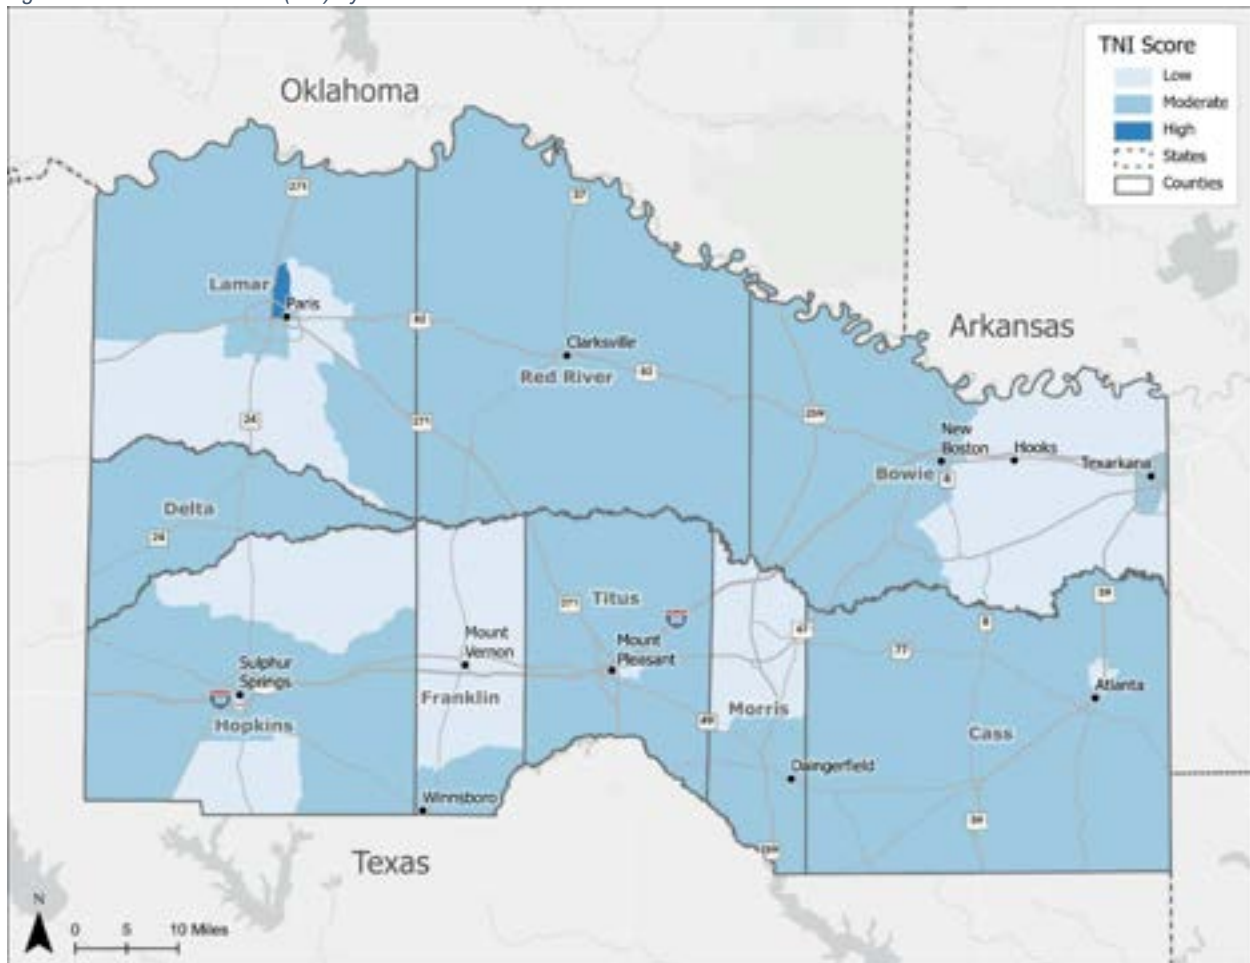 TNI Score
Low
Moderate
High
States
Counties
Oklahoma
271
37
Lamar
Paris
82
Arkansas
Clarksville
82
Red River
24
271
259
New
Boston
Hooks
Texarkana
Bowie
8
Delta
24
271
Titus
59
67
8
77
Mount
Vernon
Mount
Pleasant
Sulphur
Springs
Franklin
Atlanta
Hopkins
Morris
49
Cass
Daingerfield
Winnsboro
59
Texas
N
0 5 10 Miles